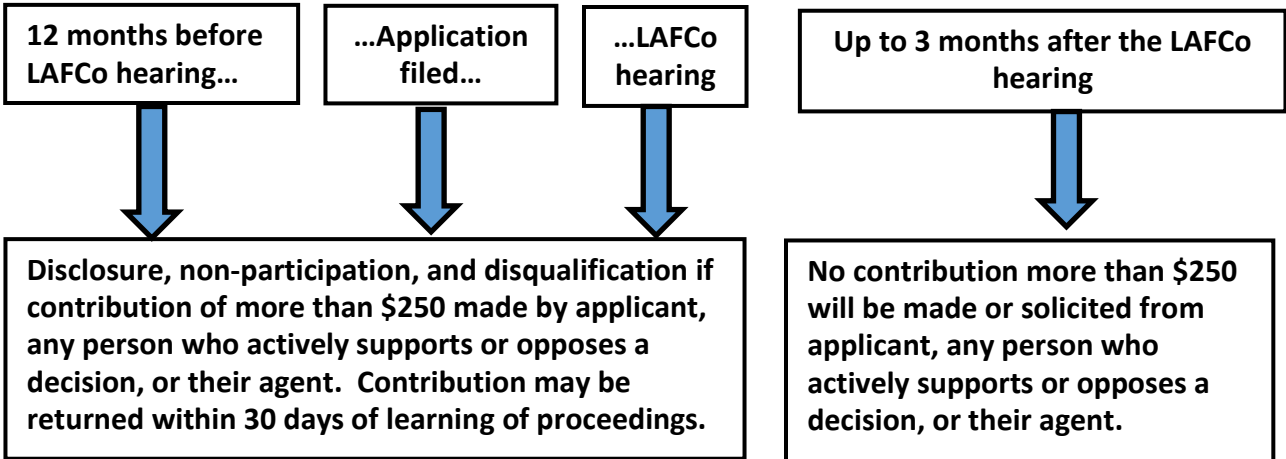 12 months before
LAFCo hearing…
…Application
filed…
…LAFCo
hearing
Up to 3 months after the LAFCo
hearing
Disclosure, non-participation, and disqualification if
contribution of more than $250 made by applicant,
any person who actively supports or opposes a
decision, or their agent.  Contribution may be
returned within 30 days of learning of proceedings.
No contribution more than $250
will be made or solicited from
applicant, any person who
actively supports or opposes a
decision, or their agent.